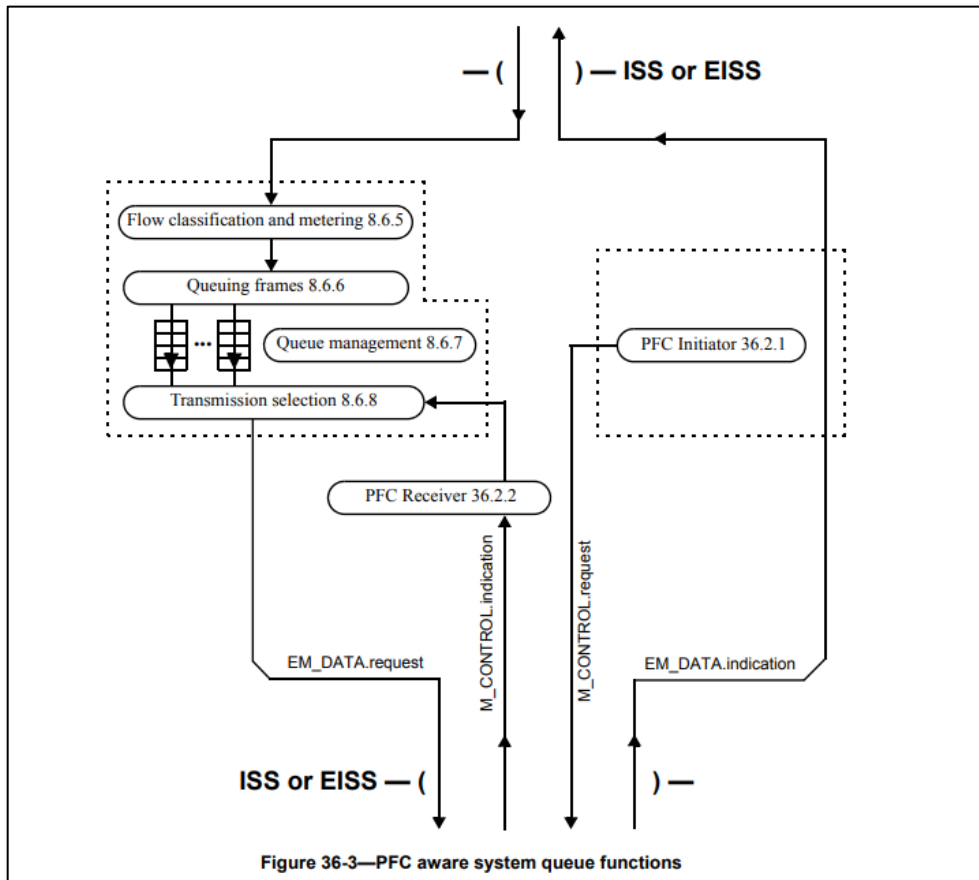 — ( ) — ISS or EISS
Flow classification and metering 8.6.5
Queuing frames 8.6.6
...
Queue management 8.6.7
PFC Initiator 36.2.1
Transmission selection 8.6.8
PFC Receiver 36.2.2
M_CONTROL.indication
M_CONTROL.request
EM_DATA.request
EM_DATA.indication
ISS or EISS — ( ) —
Figure 36-3—PFC aware system queue functions